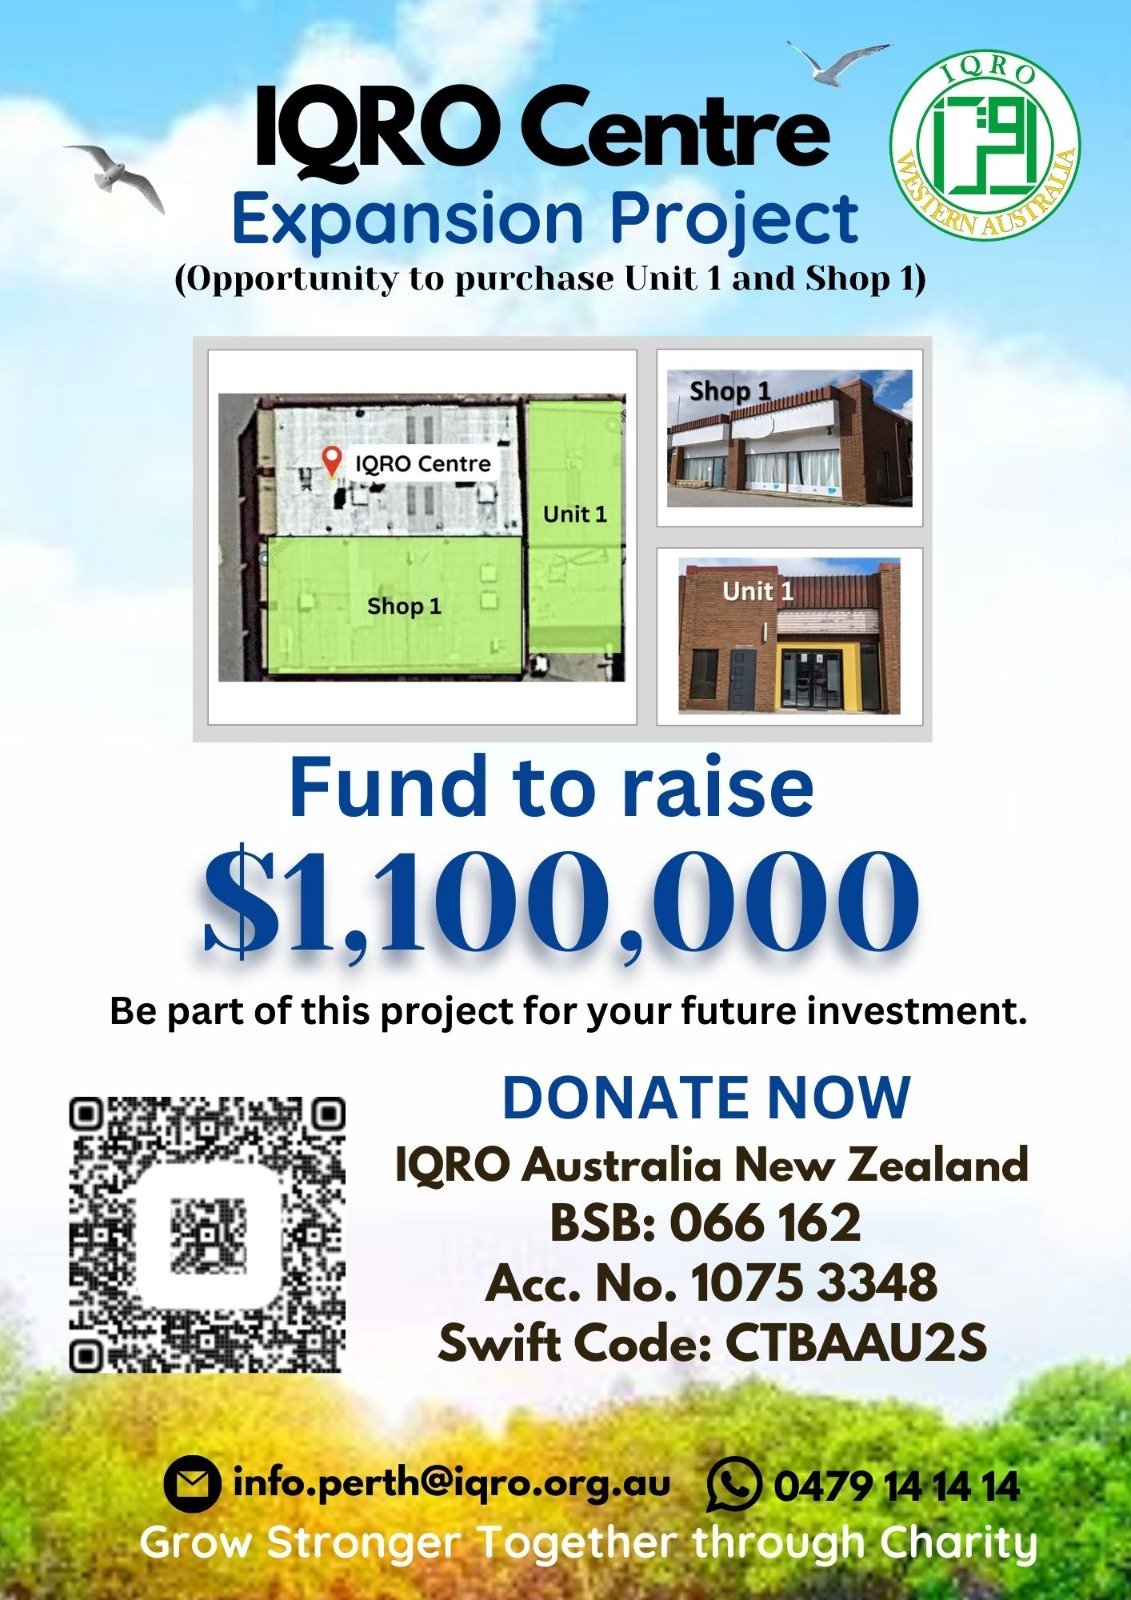 IQRO Centre
Expansion Project
(Opportunity to purchase Unit 1 and Shop 1)
IQRO
اقرأ
WESTERN AUSTRALIA
IQRO Centre
Unit 1
Shop 1
Shop 1
Unit 1
Fund to raise
$1,100,000
Be part of this project for your future investment.
DONATE NOW
IQRO Australia New Zealand
BSB: 066 162
Acc. No. 1075 3348
Swift Code: CTBAAU2S
info.perth@iqro.org.au
0479 14 14 14
Grow Stronger Together through Charity